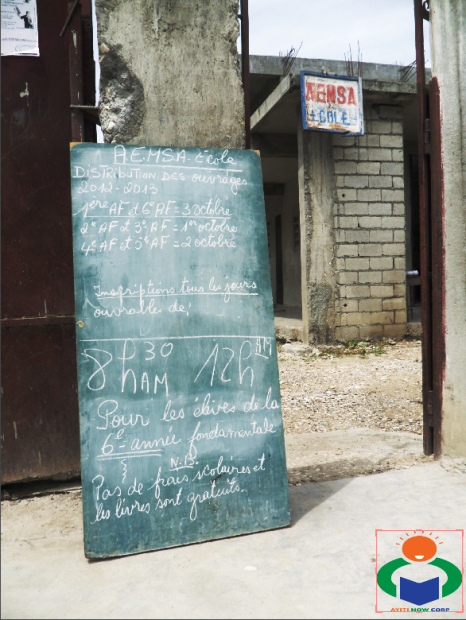 AEMSA
ECOLE
AEMSA-École
DISTRIBUTION DES ouvrages
2012-2013
1ère AF et 6e AF = 3 octobre
2e AF et 3e AF = 1er octobre
4e AF et 5e AF = 2 octobre
Inscriptions tous les jours
ouvrables de:
8h30 AM 12h AM
Pour les élèves de la
6e année fondamentale
N.B
Pas de frais scolaires et
les livres sont gratuits.
AYITI NOW CORP